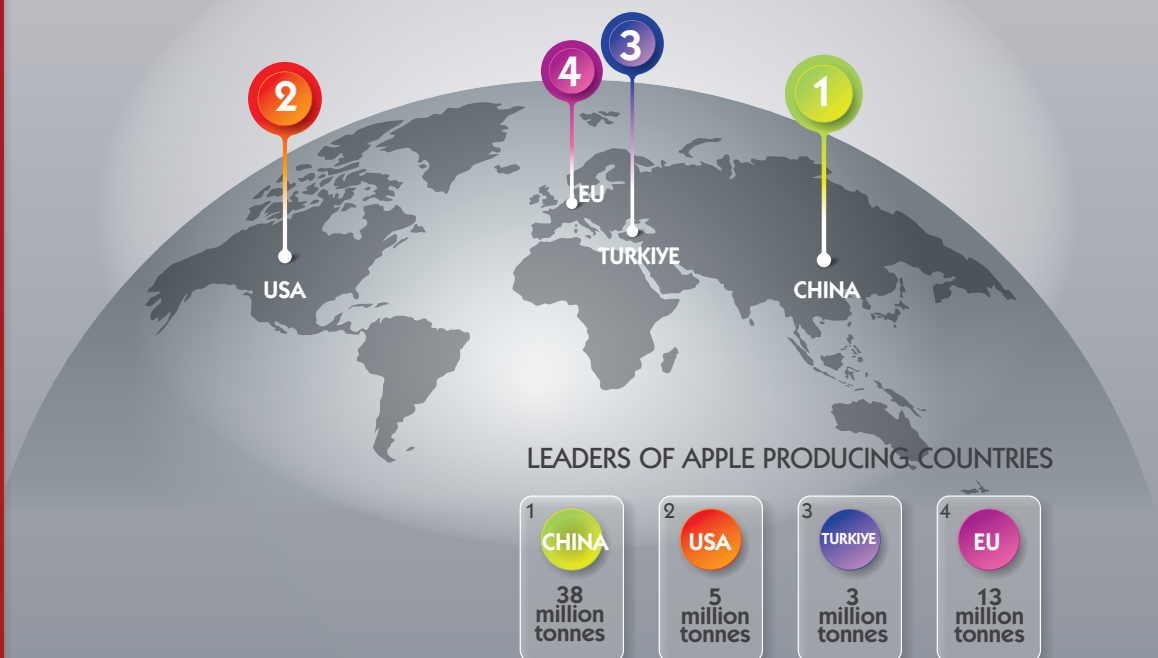 3
4
2
1
EU
TURKIYE
USA
CHINA
LEADERS OF APPLE PRODUCING COUNTRIES
1
CHINA
38
million
tonnes
2
USA
5
million
tonnes
3
TURKIYE
3
million
tonnes
4
EU
13
million
tonnes